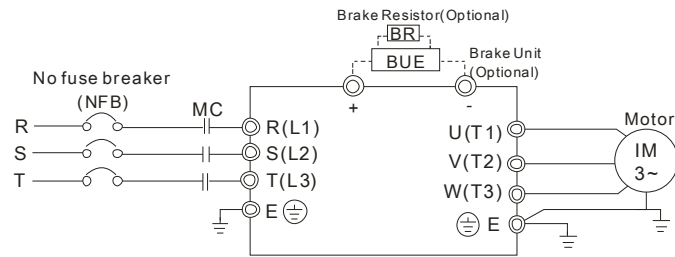 Brake Resistor(Optional)
BR
BUE
Brake Unit
(Optional)
No fuse breaker
(NFB)
MC
+
-
Motor
R
R(L1)
U(T1)
S
S(L2)
V(T2)
IM
3~
T
T(L3)
W(T3)
E
E